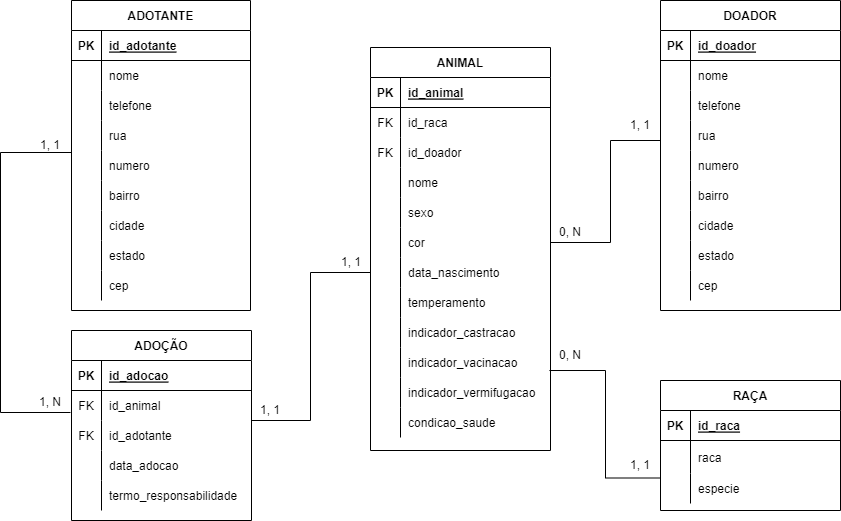 ADOTANTE
PK id_adotante
nome
telefone
rua
numero
bairro
cidade
estado
cep
1, 1
1, N
ADOÇÃO
PK id_adocao
FK id_animal
FK id_adotante
data_adocao
termo_responsabilidade
1, 1
1, 1
ANIMAL
PK id_animal
FK id_raca
FK id_doador
nome
sexo
cor
data_nascimento
temperamento
indicador_castracao
indicador_vacinacao
indicador_vermifugacao
condicao_saude
0, N
1, 1
0, N
1, 1
DOADOR
PK id_doador
nome
telefone
rua
numero
bairro
cidade
estado
cep
RAÇA
PK id_raca
raca
especie